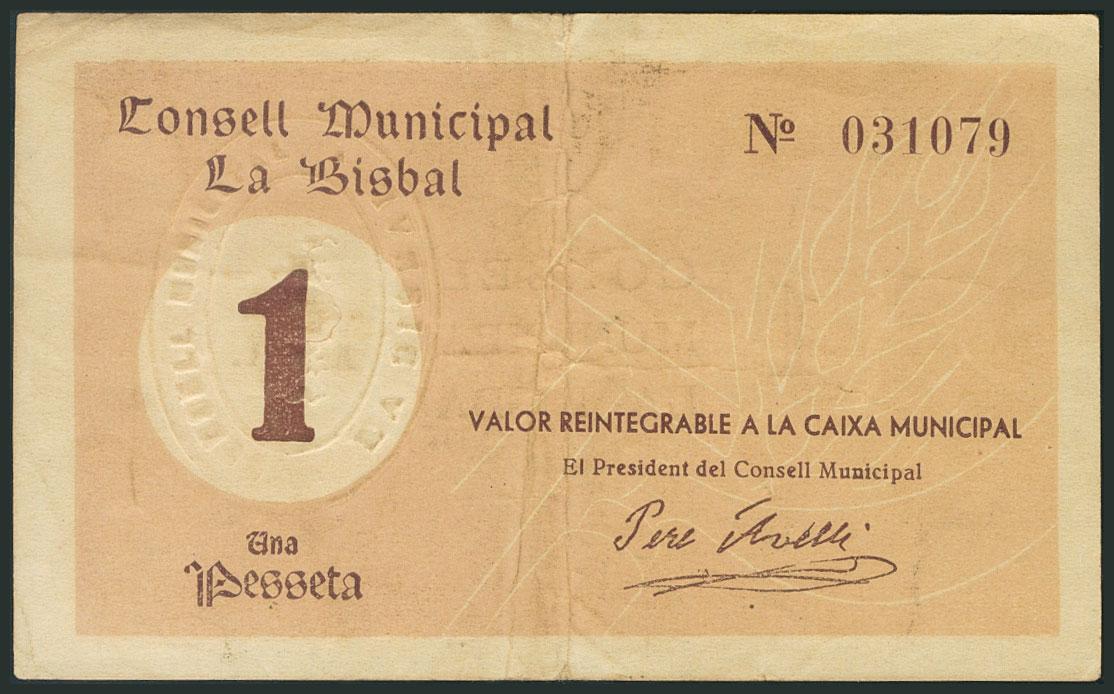 Consell Municipal
La Bisbal
Nº 031079
1
VALOR REINTEGRABLE A LA CAIXA MUNICIPAL
El President del Consell Municipal
Pere
Una
Pesseta